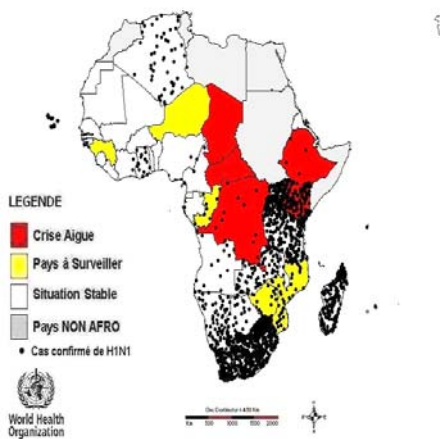 LEGENDE
Crise Aigue
Pays à Surveiller
Situation Stable
Pays NON AFRO
Cas confirmé de H1N1
World Health
Organization